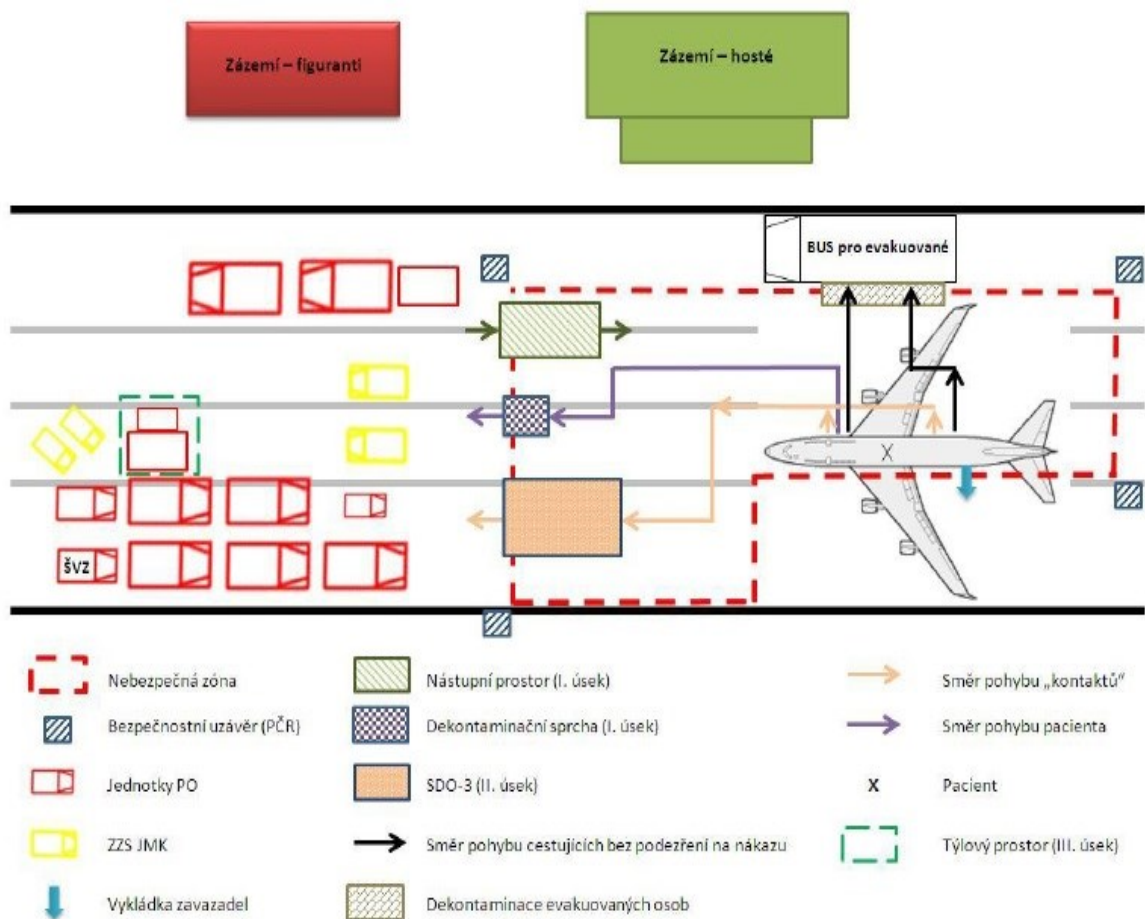 Zázemí – figuranti
Zázemí – hosté
BUS pro evakuované
X
ŠVZ
Nebezpečná zóna
Nástupní prostor (I. úsek)
Směr pohybu „kontaktů“
Bezpečnostní uzávěr (PČR)
Dekontaminační sprcha (I. úsek)
Směr pohybu pacienta
Jednotky PO
SDO-3 (II. úsek)
X
Pacient
ZZS JMK
Směr pohybu cestujících bez podezření na nákazu
Týlový prostor (III. úsek)
Vykládka zavazadel
Dekontaminace evakuovaných osob